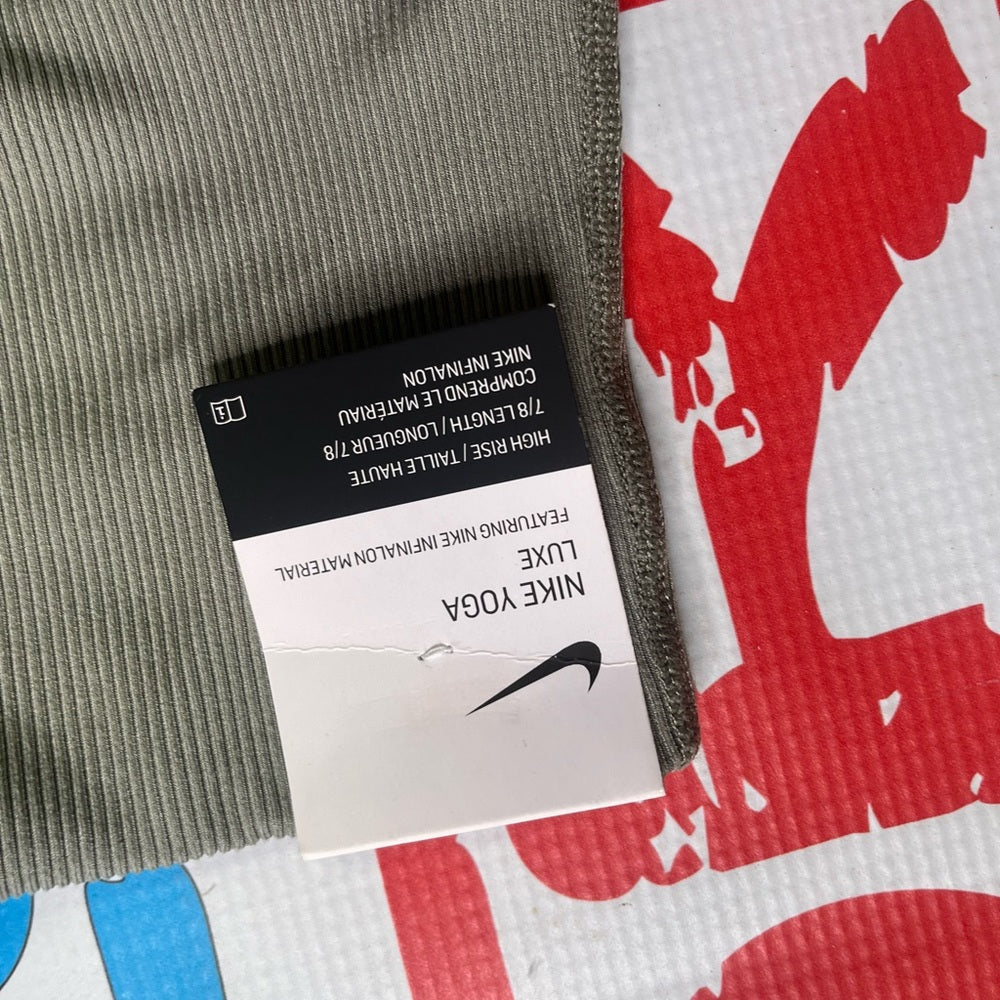 NIKE YOGA
LUXE
FEATURING NIKE INFINALON MATERIAL
HIGH RISE / TAILLE HAUTE
7/8 LENGTH / LONGUEUR 7/8
COMPREND LE MATÉRIAU
NIKE INFINALON
i